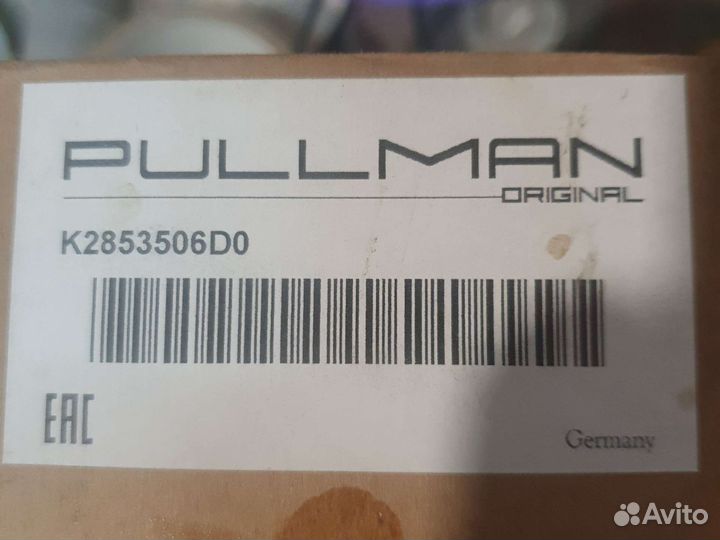 PULLMAN
ORIGINAL
K2853506D0
EAC
Germany
Avito